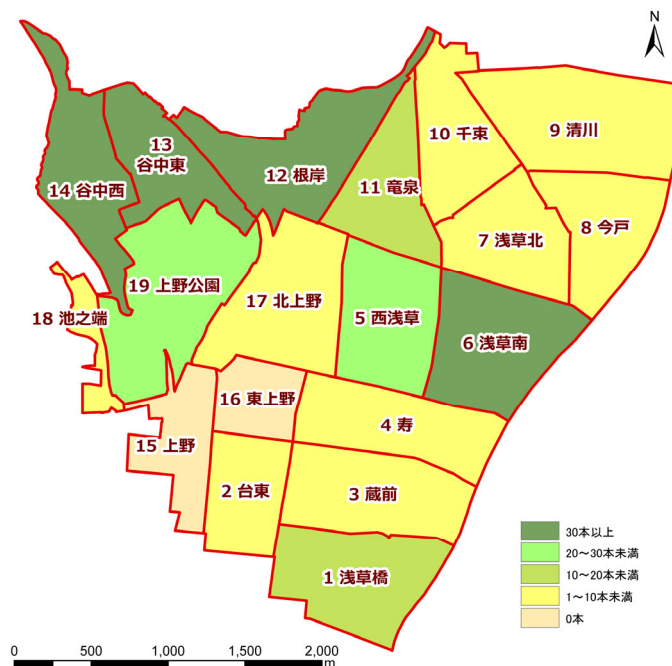 N
10 千束
9 清川
13
谷中東
12 根岸
14 谷中西
11 竜泉
7 浅草北
8 今戸
19 上野公園
17 北上野
18 池之端
5 西浅草
6 浅草南
16 東上野
4 寿
15 上野
2 台東
3 蔵前
1 浅草橋
30本以上
20～30本未満
10～20本未満
1～10本未満
0本
0 500 1,000 1,500 2,000
m